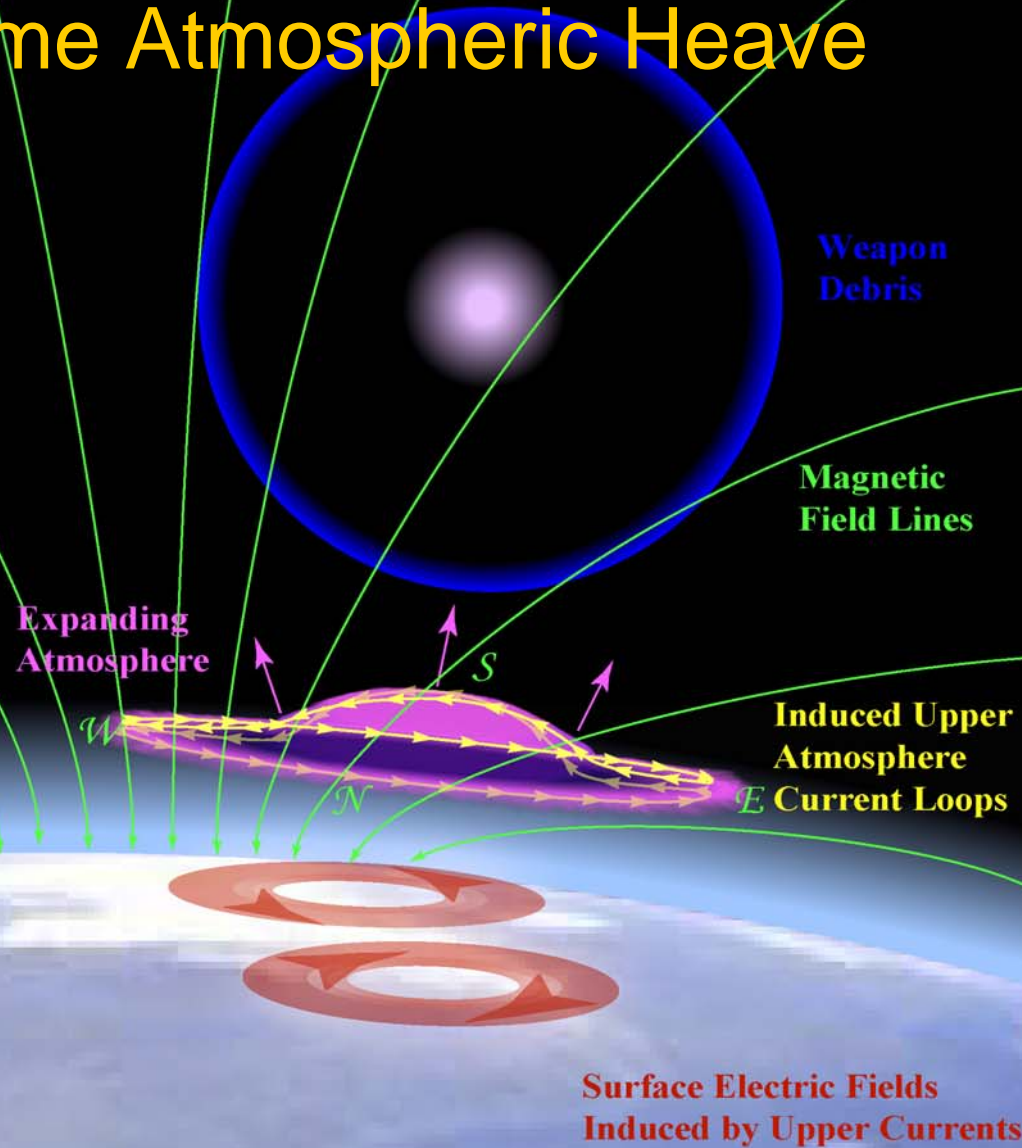 me Atmospheric Heave
Weapon
Debris
Magnetic
Field Lines
Expanding
Atmosphere
S
W
Induced Upper
Atmosphere
Current Loops
N
E
Surface Electric Fields
Induced by Upper Currents